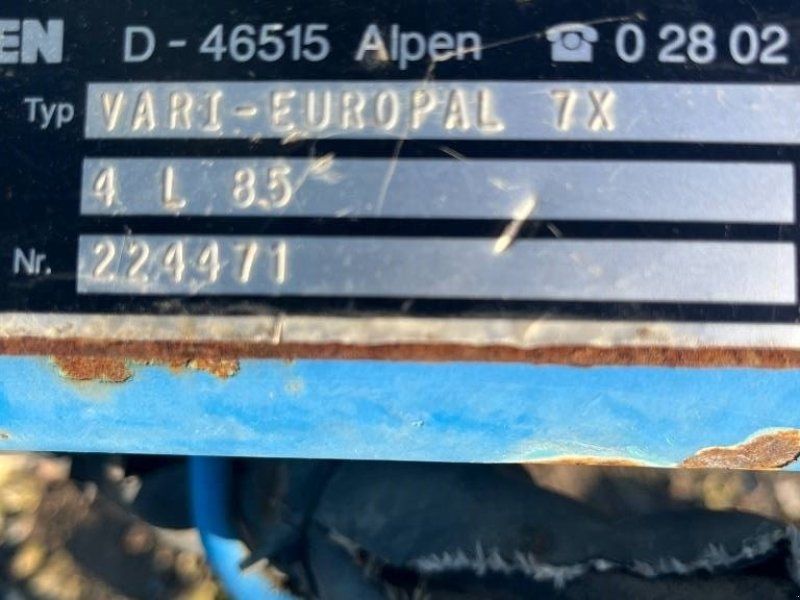 EN D - 46515 Alpen ☎ 0 28 02
Typ VARI-EUROPAL 7X
4 L 85
Nr. 224471